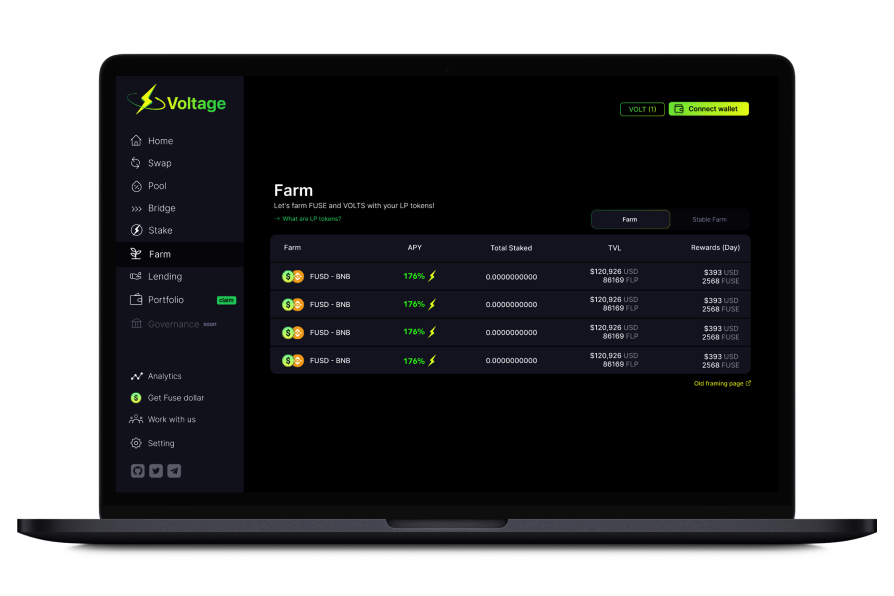 Voltage
VOLT (1)
Connect wallet
Home
Swap
Pool
Bridge
Stake
Farm
Lending
Portfolio claim
Governance soon
Analytics
Get Fuse dollar
Work with us
Setting
Farm
Let's farm FUSE and VOLTS with your LP tokens!
→ What are LP tokens?
Farm Stable Farm
Farm APY Total Staked TVL Rewards (Day)
FUSD - BNB 176% 0.0000000000 $120,926 USD $393 USD
86169 FLP 2568 FUSE
FUSD - BNB 176% 0.0000000000 $120,926 USD $393 USD
86169 FLP 2568 FUSE
FUSD - BNB 176% 0.0000000000 $120,926 USD $393 USD
86169 FLP 2568 FUSE
FUSD - BNB 176% 0.0000000000 $120,926 USD $393 USD
86169 FLP 2568 FUSE
Old framing page